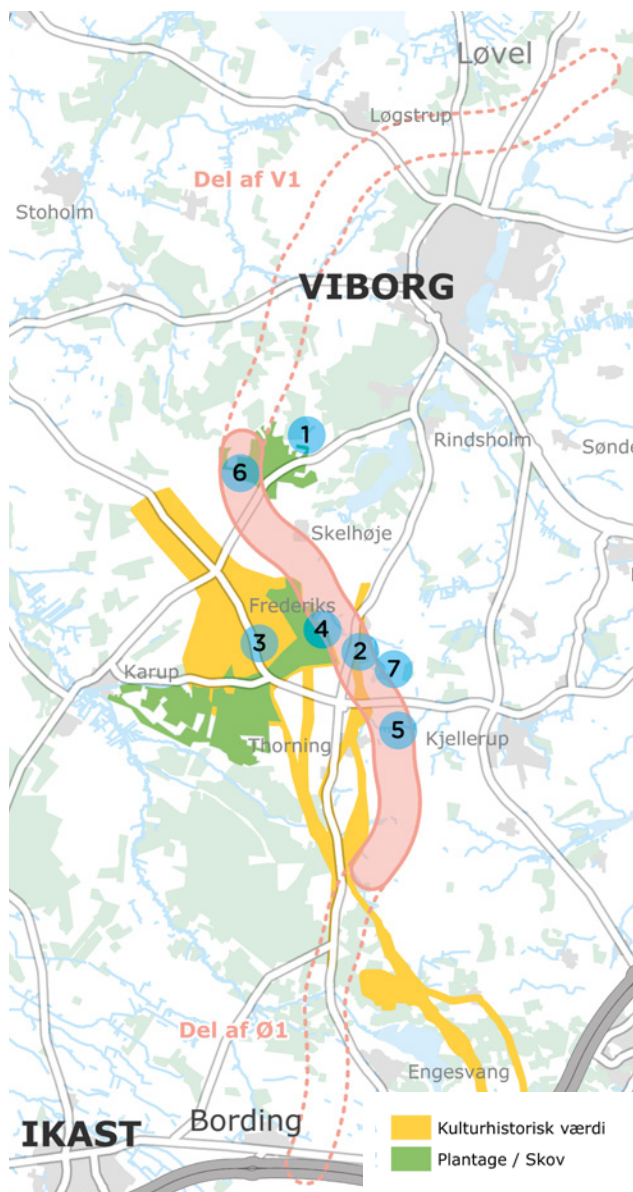 Løvel
Løgstrup
Del af V1
Stoholm
VIBORG
1
Rindsholm
Sønde
6
Skelhøje
Frederiks
4
3
2
7
Karup
5
Thorning
Kjellerup
Del af Ø1
Engesvang
Bording
IKAST
Kulturhistorisk værdi
Plantage / Skov